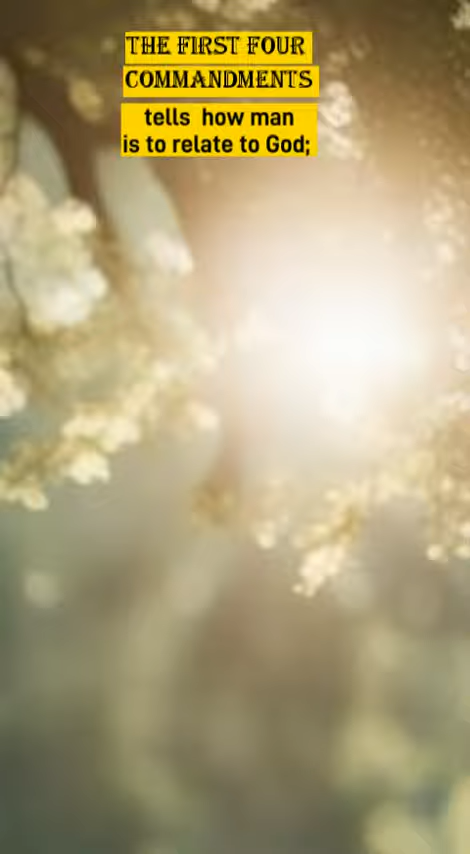 THE FIRST FOUR
COMMANDMENTS
tells how man
is to relate to God;